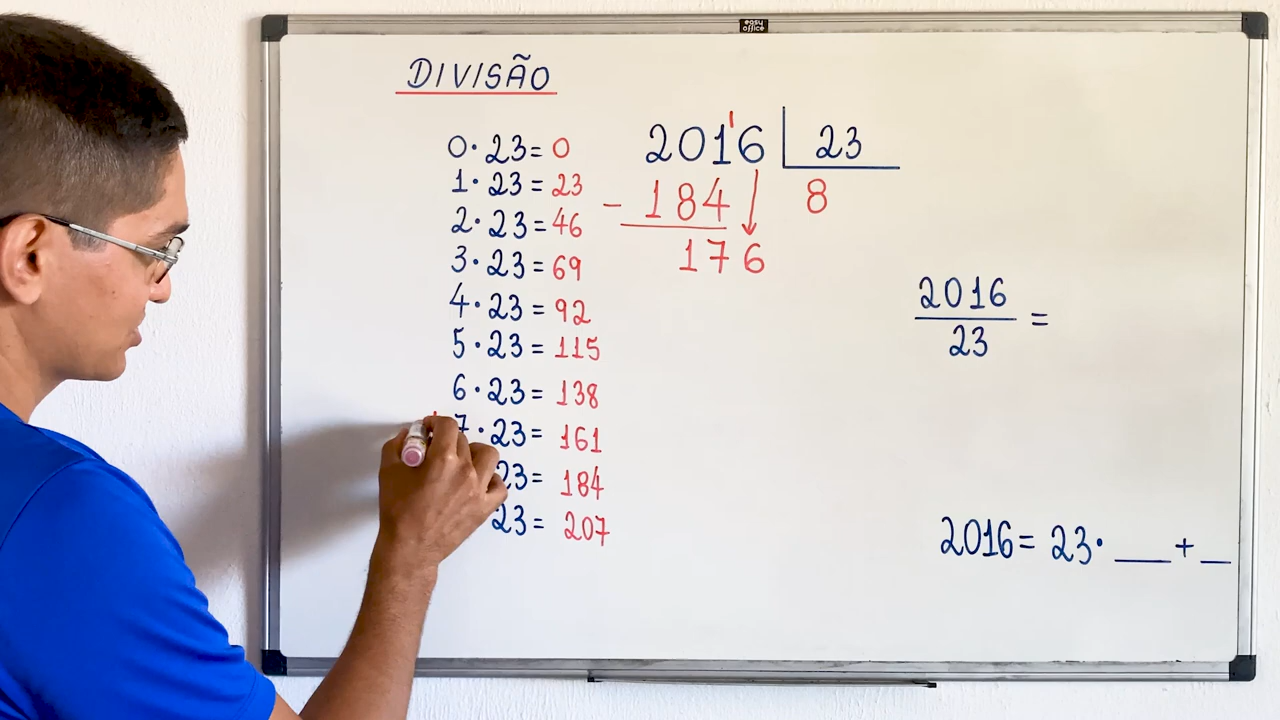 easy office
DIVISÃO
0· 23= 0
1· 23= 23
2· 23= 46
3· 23= 69
4· 23= 92
5· 23= 115
6· 23= 138
7· 23= 161
23= 184
23= 207
2016 23
- 184 8
176
2016
23
=
2016= 23· ___ + __